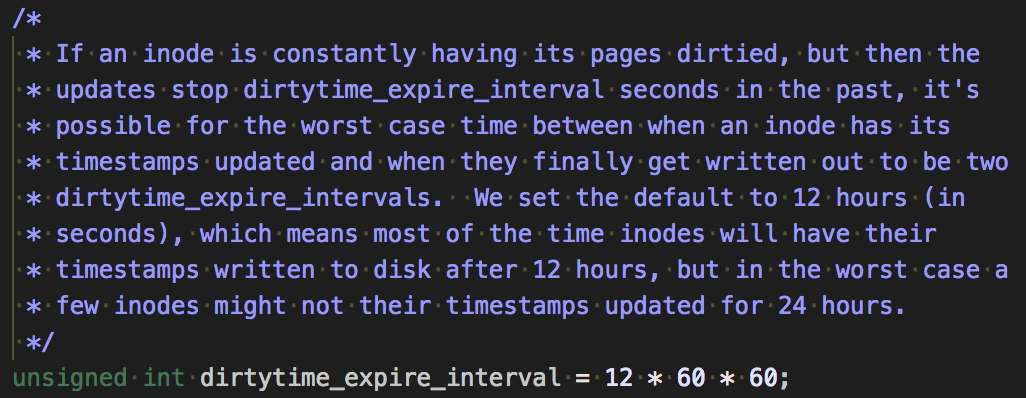 /*
 * If an inode is constantly having its pages dirtied, but then the
 * updates stop dirtytime_expire_interval seconds in the past, it's
 * possible for the worst case time between when an inode has its
 * timestamps updated and when they finally get written out to be two
 * dirtytime_expire_intervals.  We set the default to 12 hours (in
 * seconds), which means most of the time inodes will have their
 * timestamps written to disk after 12 hours, but in the worst case a
 * few inodes might not their timestamps updated for 24 hours.
 */
unsigned int dirtytime_expire_interval = 12 * 60 * 60;